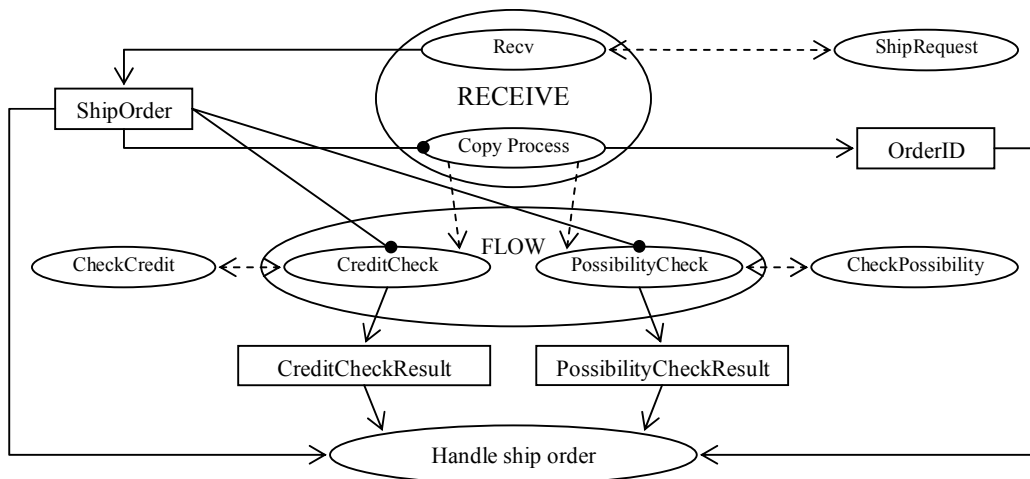 Recv
ShipRequest
RECEIVE
ShipOrder
Copy Process
OrderID
FLOW
CheckCredit
CreditCheck
PossibilityCheck
CheckPossibility
CreditCheckResult
PossibilityCheckResult
Handle ship order